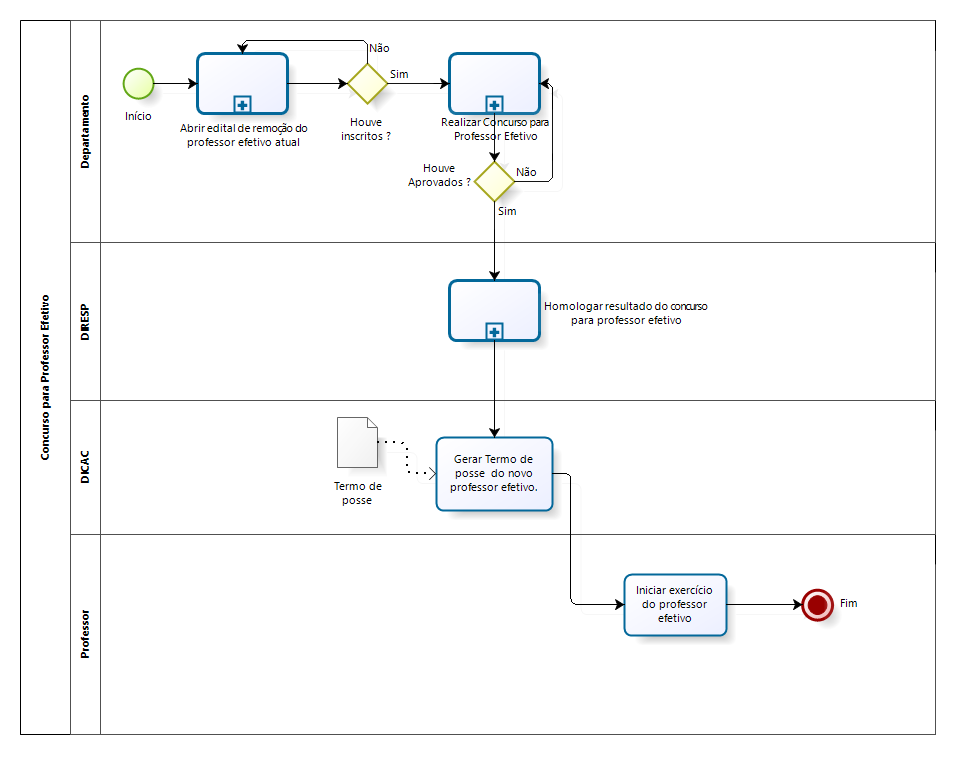 Concurso para Professor Efetivo
Departamento
Início
Abrir edital de remoção do
professor efetivo atual
Não
Sim
Houve
inscritos ?
Realizar Concurso para
Professor Efetivo
Houve
Aprovados ?
Não
Sim
DIRESP
Homologar resultado do concurso
para professor efetivo
DICAC
Termo de
posse
Gerar Termo de
posse do novo
professor efetivo.
Professor
Iniciar exercício
do professor
efetivo
Fim